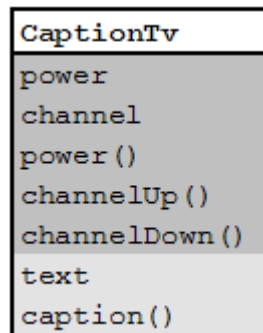 CaptionTv
power
channel
power()
channelUp()
channelDown()
text
caption()